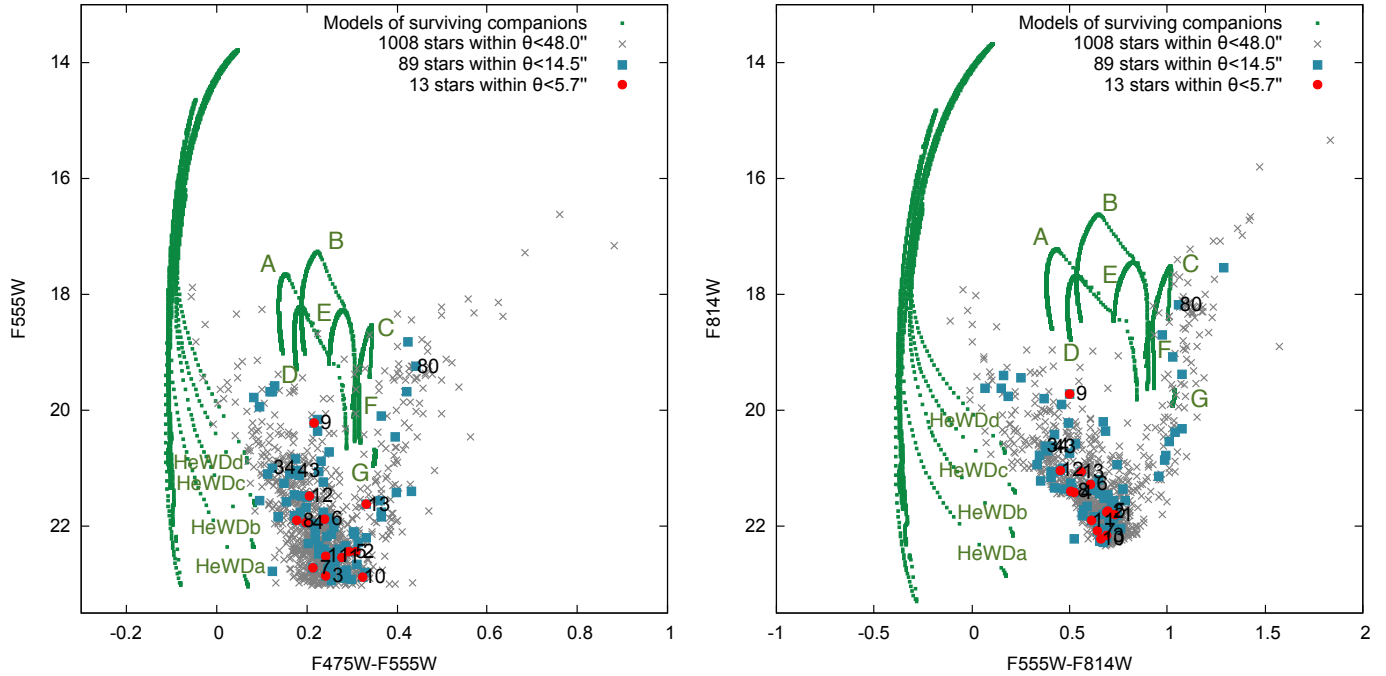 Models of surviving companions
1008 stars within θ<48.0"
89 stars within θ<14.5"
13 stars within θ<5.7"
14
16
18
20
22
F555W
-0.2
0
0.2
0.4
0.6
0.8
1
F475W-F555W
A
B
E
C
D
80
9
F
G
HeWDd
HeWDc
HeWDb
HeWDa
34
43
12
13
8
4
6
11
1
5
2
7
3
10
Models of surviving companions
1008 stars within θ<48.0"
89 stars within θ<14.5"
13 stars within θ<5.7"
14
16
18
20
22
F814W
-1
-0.5
0
0.5
1
1.5
2
F555W-F814W
A
B
E
C
80
D
F
9
G
HeWDd
HeWDc
HeWDb
HeWDa
34
43
12
13
6
8
4
11
7
10